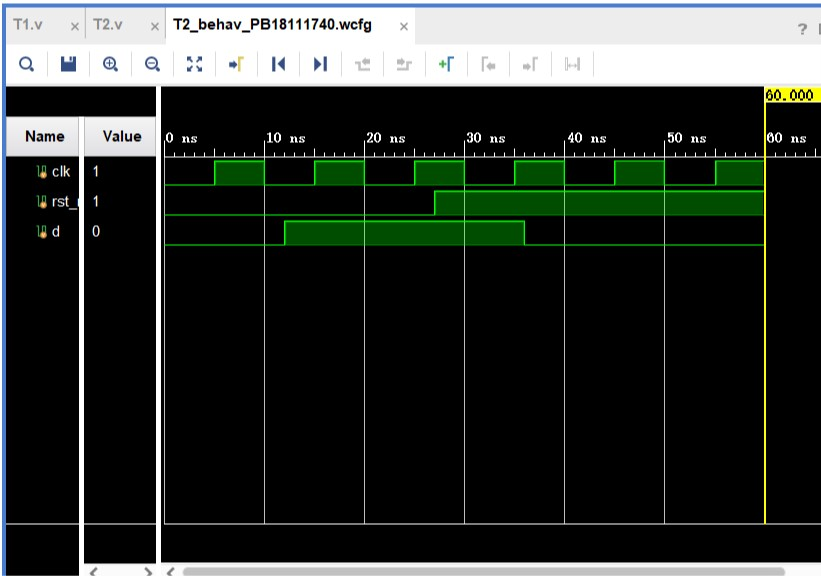 T1.v × T2.v × T2_behav_PB18111740.wcfg × ?
60.000
Name Value 0 ns 10 ns 20 ns 30 ns 40 ns 50 ns 60 ns
clk 1
rst_ 1
d 0